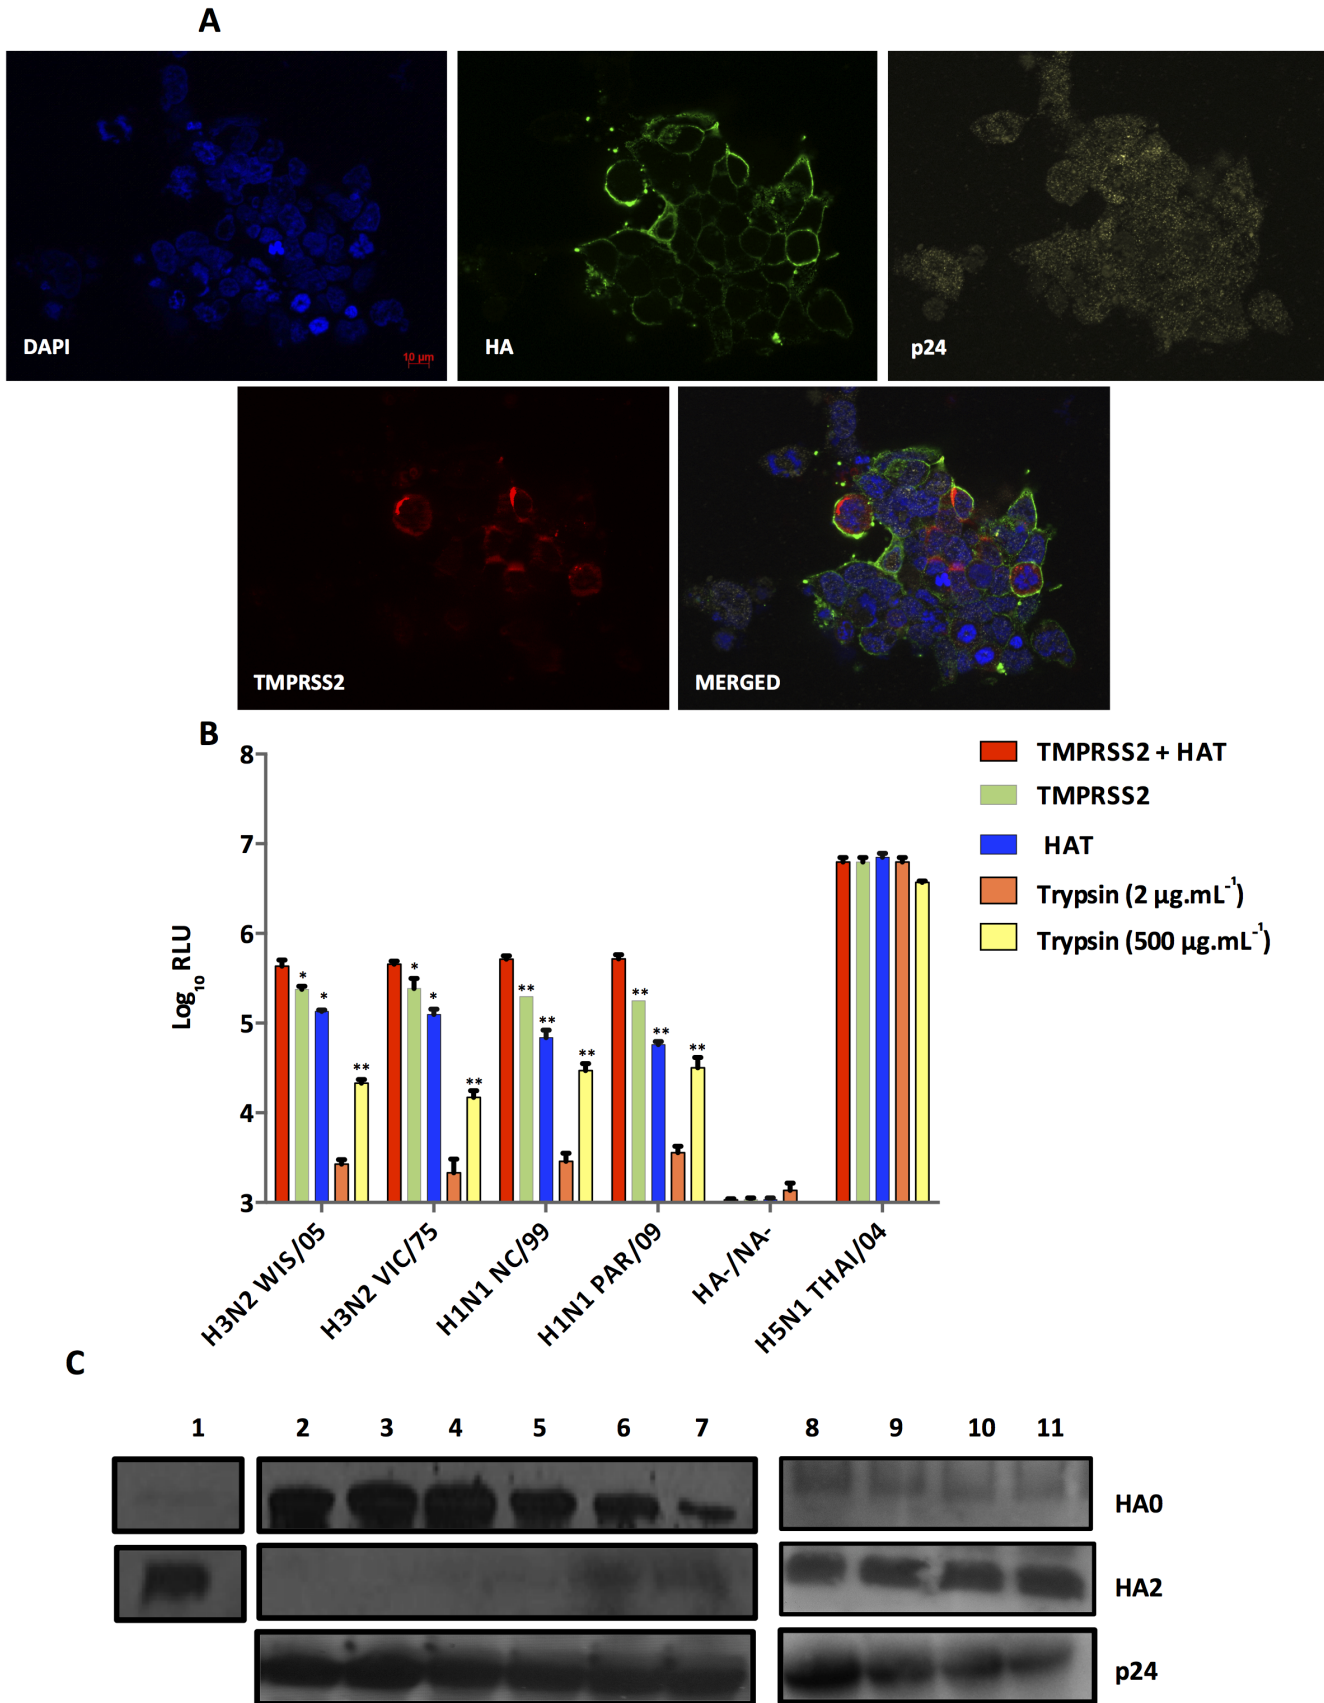 A
DAPI
10 µm
HA
p24
TMPRSS2
MERGED
B
8
7
6
5
4
3
Log10 RLU
* * **
* * **
** ** **
** ** **
H3N2 WIS/05
H3N2 VIC/75
H1N1 NC/99
H1N1 PAR/09
HA-/NA-
H5N1 THAI/04
TMPRSS2 + HAT
TMPRSS2
HAT
Trypsin (2 µg.mL-1)
Trypsin (500 µg.mL-1)
C
1 2 3 4 5 6 7 8 9 10 11
HA0
HA2
p24